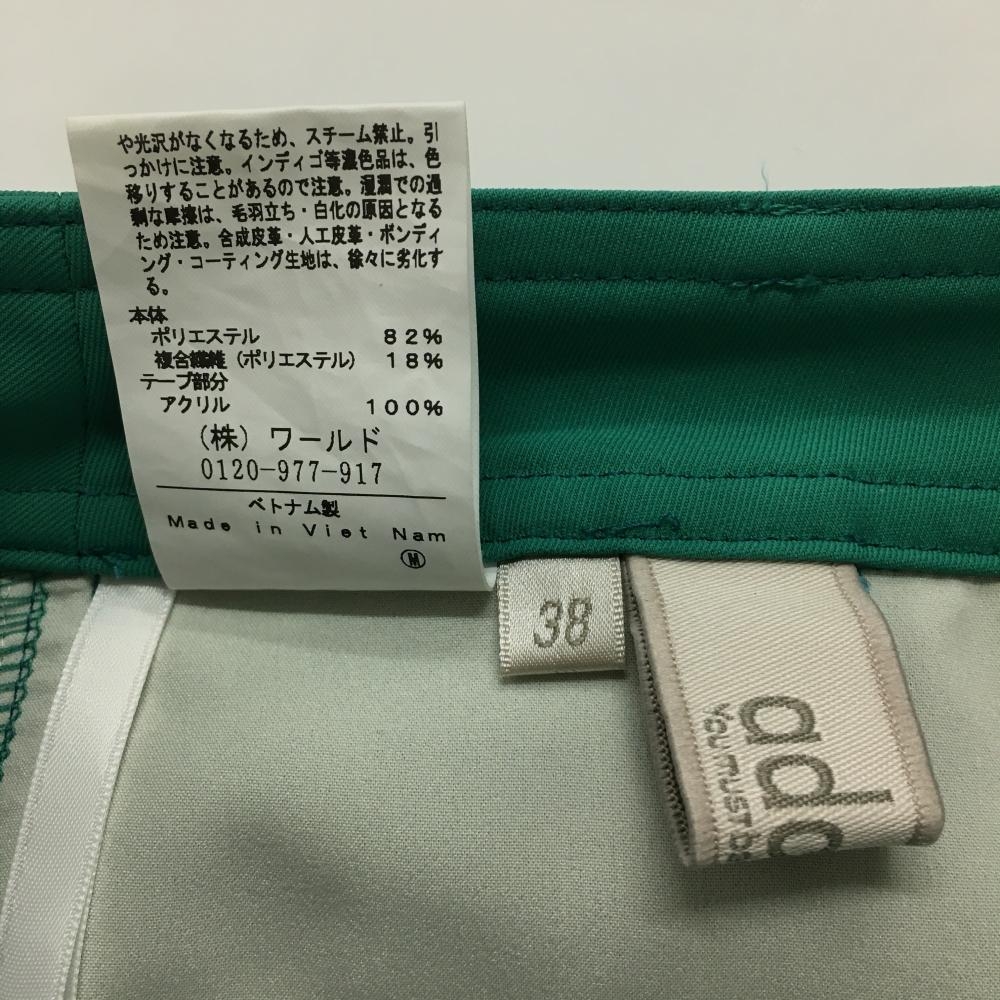 や光沢がなくなるため、スチーム禁止。引
っかけに注意。インディゴ等濃色品は、色
移りすることがあるので注意。湿潤での過
剰な摩擦は、毛羽立ち・白化の原因となる
ため注意。合成皮革・人工皮革・ボンディ
ング・コーティング生地は、徐々に劣化す
る。
本体
ポリエステル 82%
複合繊維（ポリエステル） 18%
テープ部分
アクリル 100%
（株）ワールド
0120-977-917
ベトナム製
Made in Viet Nam
M
38
ad
You must